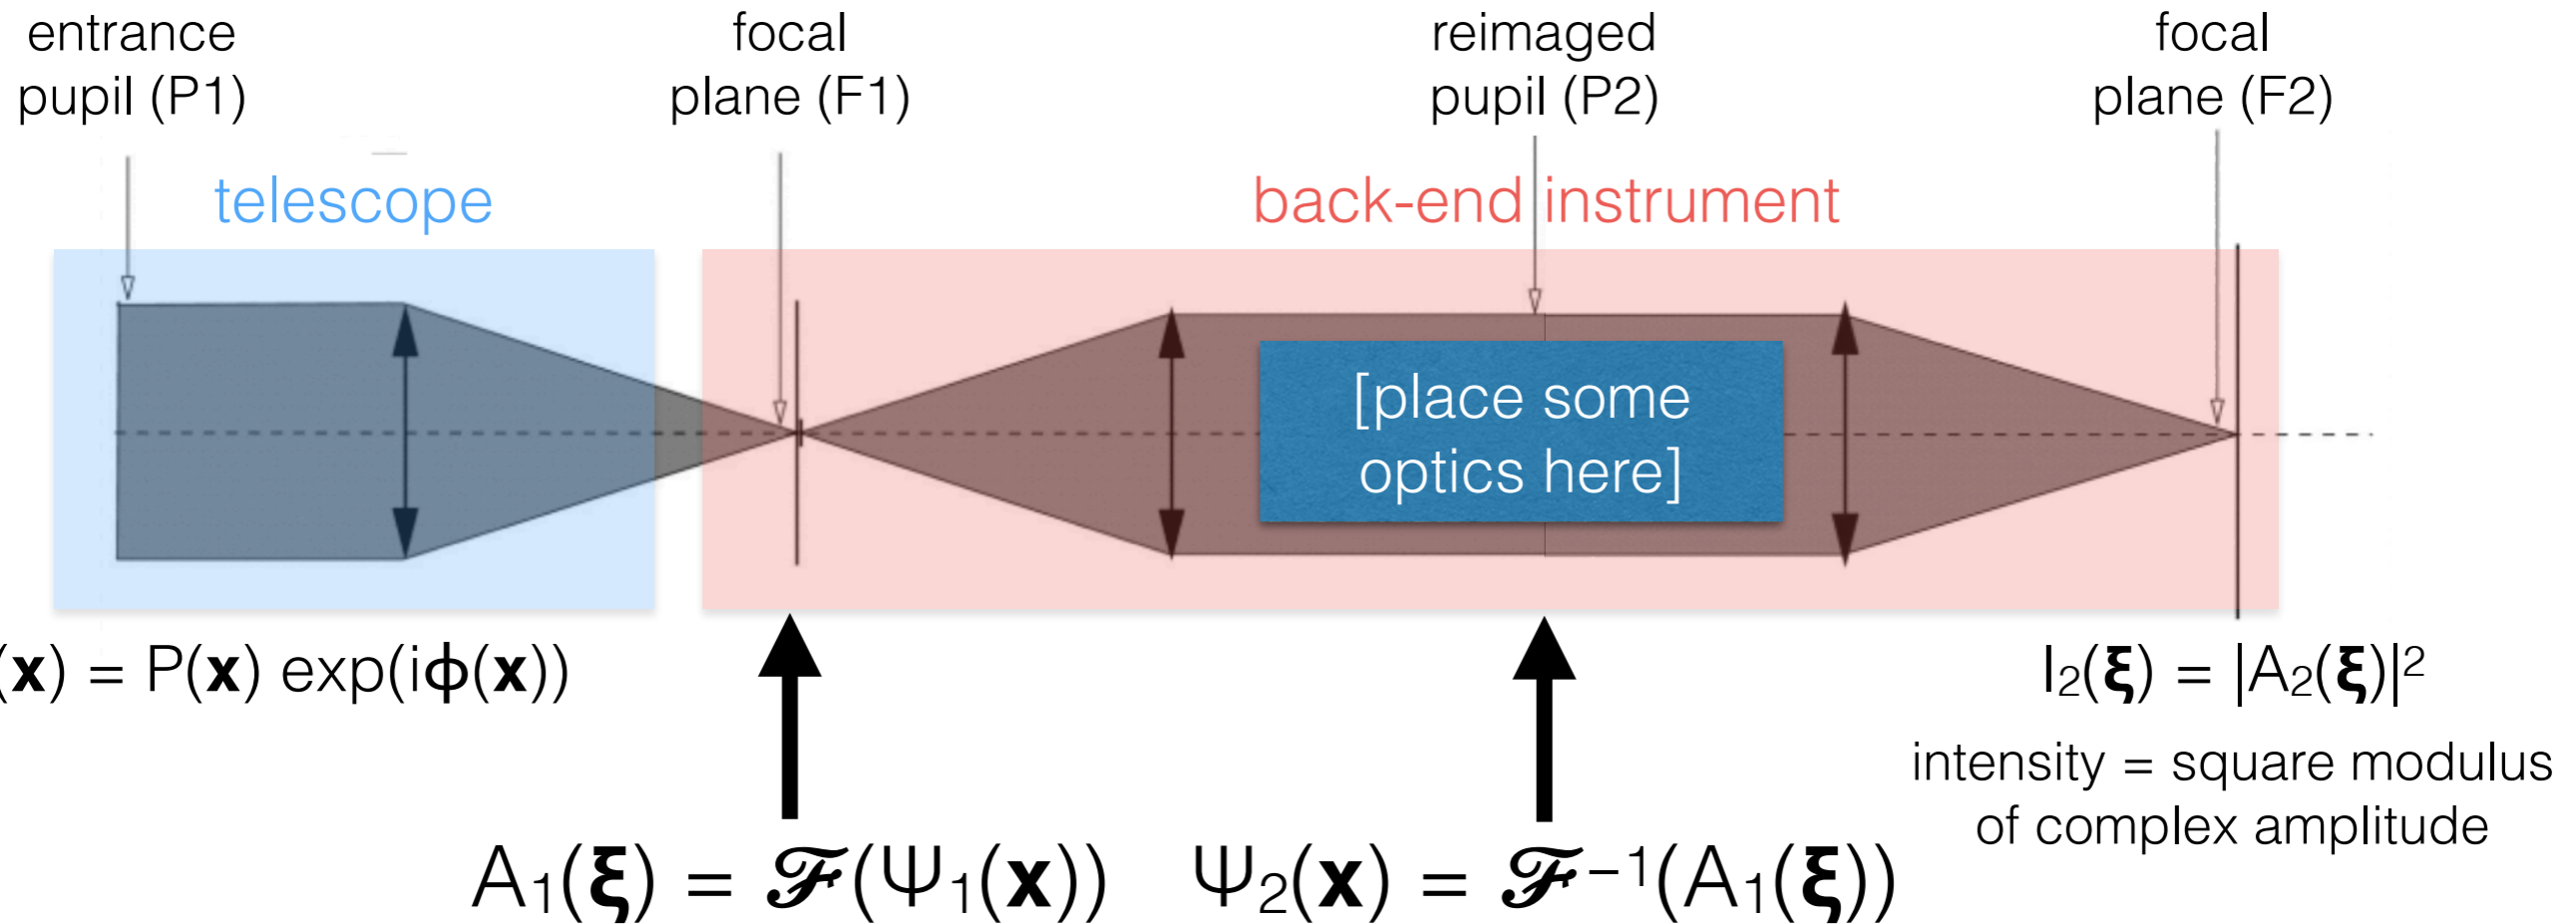 entrance
pupil (P1)
focal
plane (F1)
reimaged
pupil (P2)
focal
plane (F2)
telescope
back-end instrument
[place some
optics here]
(𝐱) = P(𝐱) exp(iϕ(𝐱))
I₂(𝛏) = |A₂(𝛏)|²
intensity = square modulus
of complex amplitude
A₁(𝛏) = ℱ(Ψ₁(𝐱))
Ψ₂(𝐱) = ℱ⁻¹(A₁(𝛏))